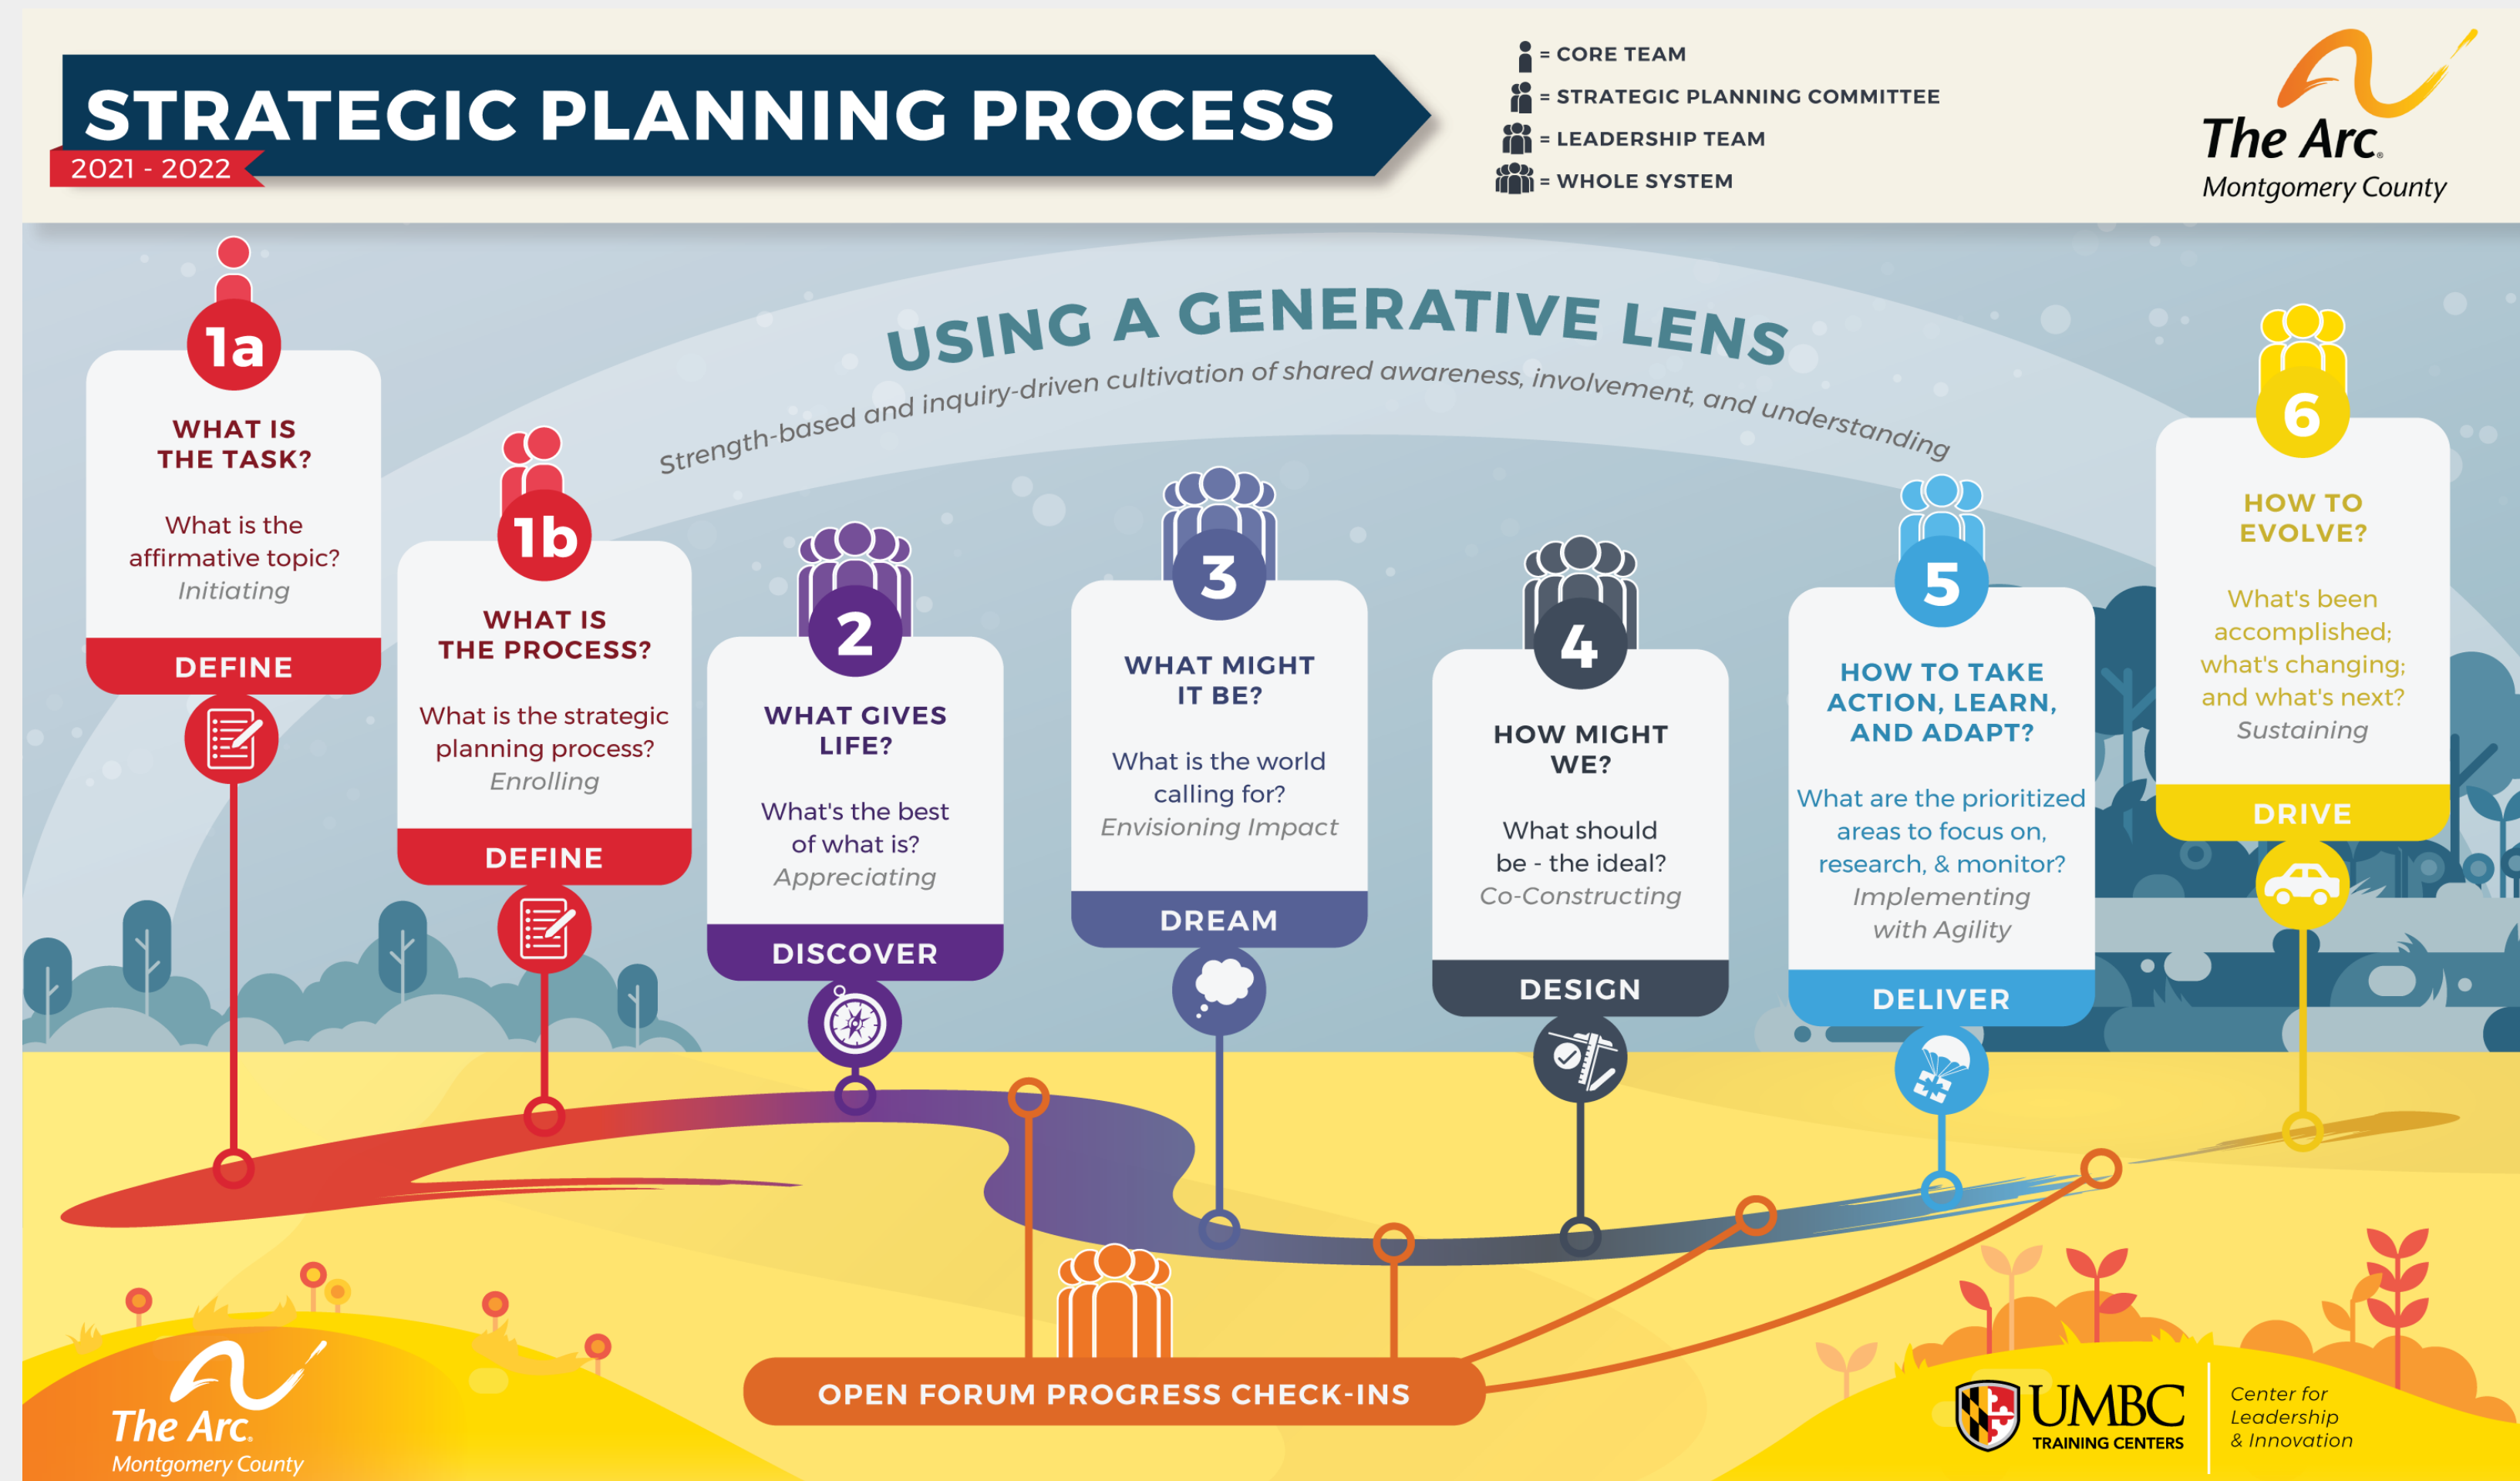 STRATEGIC PLANNING PROCESS
2021 - 2022
= CORE TEAM
= STRATEGIC PLANNING COMMITTEE
= LEADERSHIP TEAM
= WHOLE SYSTEM
The Arc®
Montgomery County
USING A GENERATIVE LENS
Strength-based and inquiry-driven cultivation of shared awareness, involvement, and understanding
1a
WHAT IS
THE TASK?
What is the
affirmative topic?
Initiating
DEFINE
1b
WHAT IS
THE PROCESS?
What is the strategic
planning process?
Enrolling
DEFINE
2
WHAT GIVES
LIFE?
What's the best
of what is?
Appreciating
DISCOVER
3
WHAT MIGHT
IT BE?
What is the world
calling for?
Envisioning Impact
DREAM
4
HOW MIGHT
WE?
What should
be - the ideal?
Co-Constructing
DESIGN
5
HOW TO TAKE
ACTION, LEARN,
AND ADAPT?
What are the prioritized
areas to focus on,
research, & monitor?
Implementing
with Agility
DELIVER
6
HOW TO
EVOLVE?
What's been
accomplished;
what's changing;
and what's next?
Sustaining
DRIVE
OPEN FORUM PROGRESS CHECK-INS
The Arc®
Montgomery County
UMBC
TRAINING CENTERS
Center for
Leadership
& Innovation